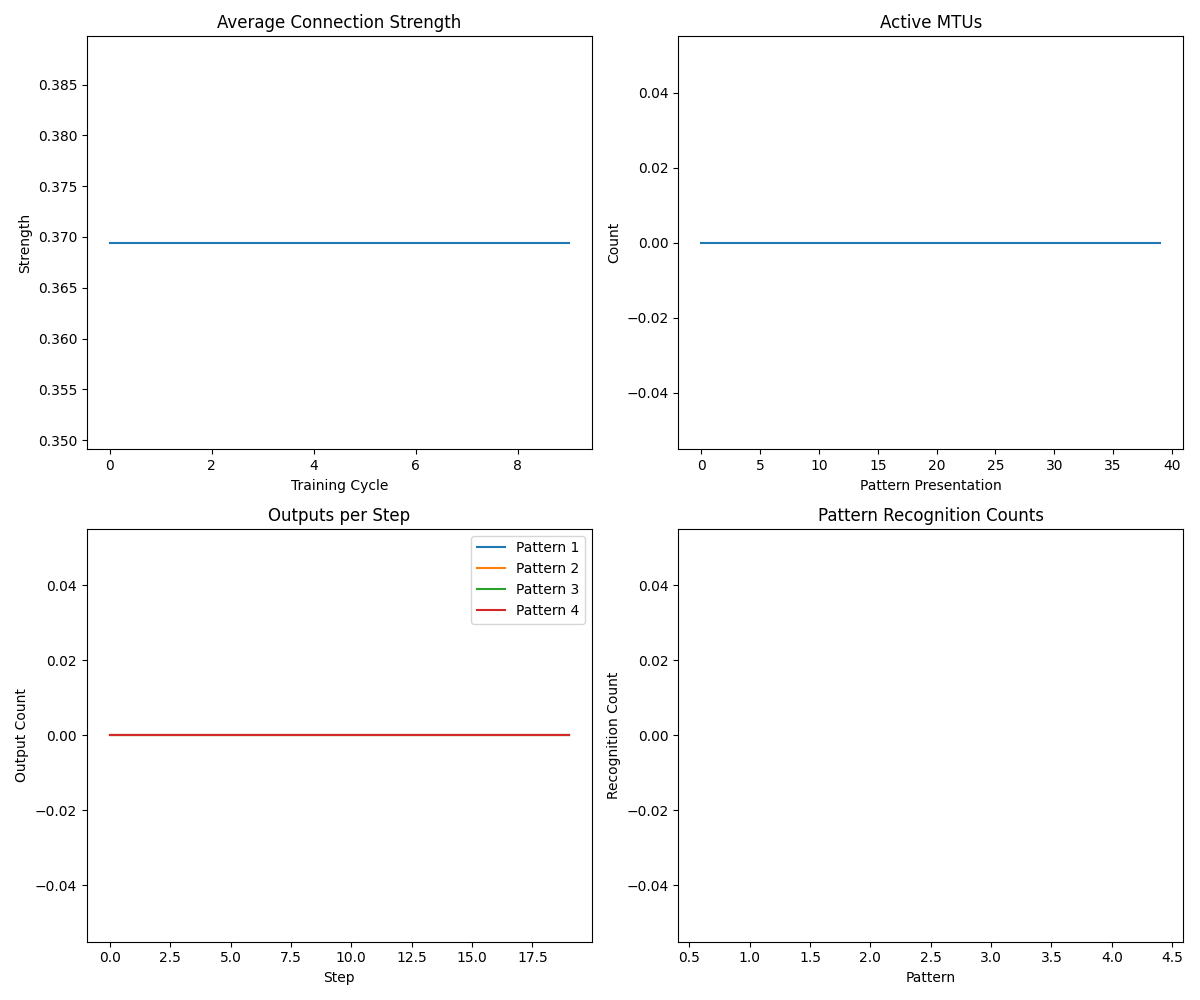 Average Connection Strength
Strength
0.385
0.380
0.375
0.370
0.365
0.360
0.355
0.350
0 2 4 6 8
Training Cycle
Active MTUs
Count
0.04
0.02
0.00
−0.02
−0.04
0 5 10 15 20 25 30 35 40
Pattern Presentation
Outputs per Step
Output Count
0.04
0.02
0.00
−0.02
−0.04
Pattern 1
Pattern 2
Pattern 3
Pattern 4
0.0 2.5 5.0 7.5 10.0 12.5 15.0 17.5
Step
Pattern Recognition Counts
Recognition Count
0.04
0.02
0.00
−0.02
−0.04
0.5 1.0 1.5 2.0 2.5 3.0 3.5 4.0 4.5
Pattern